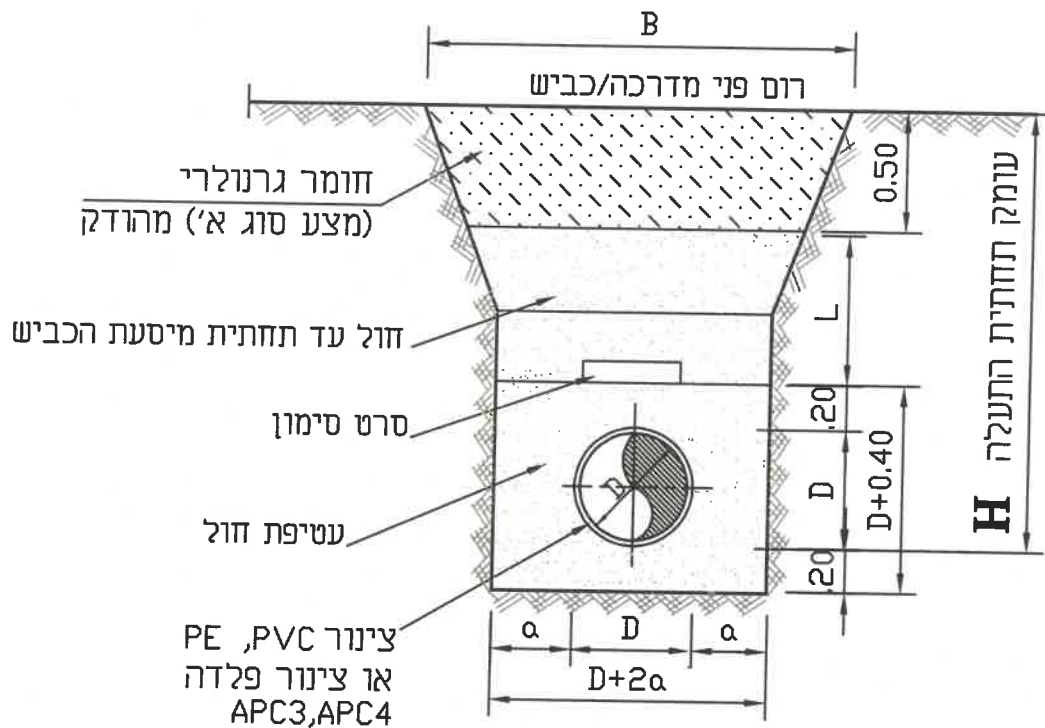 B
רום פני מדרכה/כביש
חומר גרנולרי
(מצע סוג א') מהודק
0.50
עומק תחתית התעלה
H
L
חול עד תחתית מיסעת הכביש
סרט סימון
.20
D
D+0.40
.20
D
עטיפת חול
צינור PE ,PVC
או צינור פלדה
APC3,APC4
a
D
a
D+2a